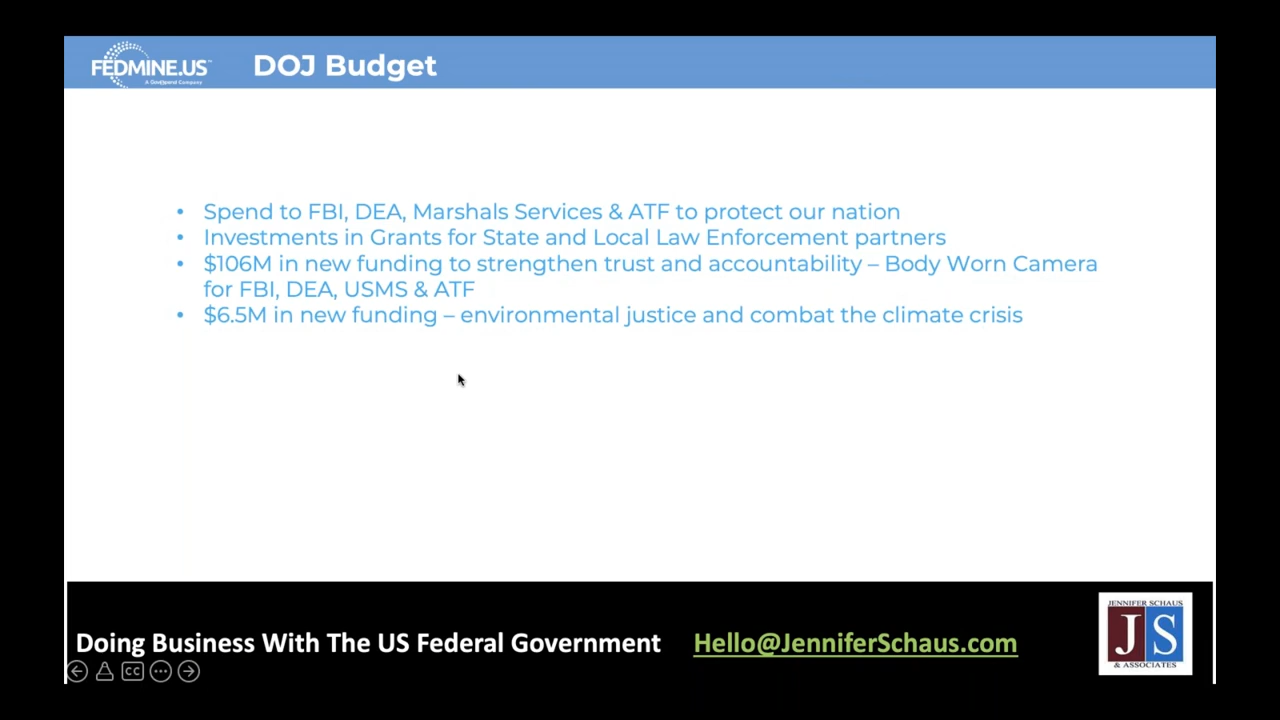 FEDMINE.US™
A GovSpend Company
DOJ Budget
• Spend to FBI, DEA, Marshals Services & ATF to protect our nation
• Investments in Grants for State and Local Law Enforcement partners
• $106M in new funding to strengthen trust and accountability – Body Worn Camera
for FBI, DEA, USMS & ATF
• $6.5M in new funding – environmental justice and combat the climate crisis
Doing Business With The US Federal Government Hello@JenniferSchaus.com
JENNIFER SCHAUS
JS
& ASSOCIATES
CC